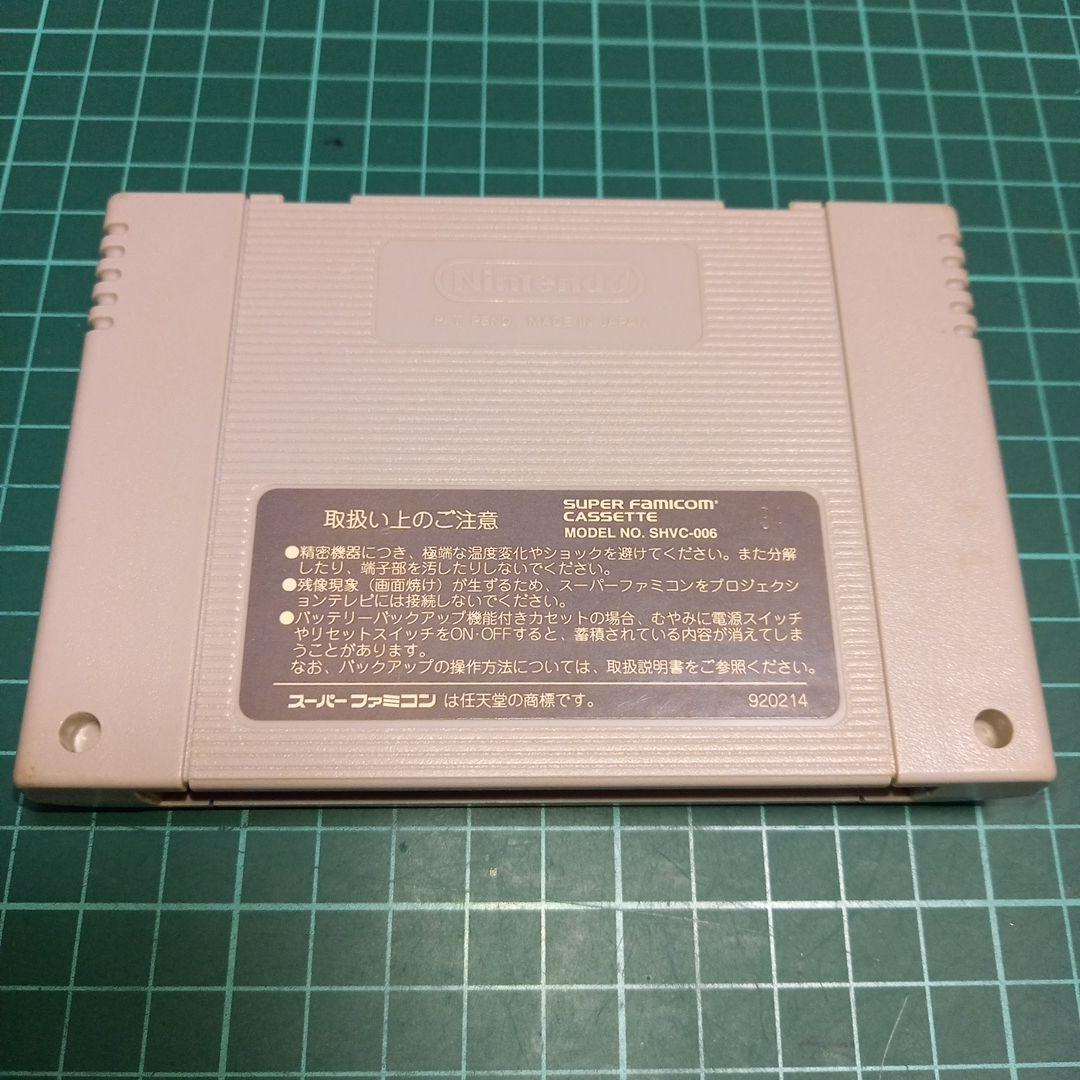 Nintendo
PAT. PEND. MADE IN JAPAN
取扱い上のご注意
SUPER FAMICOM
CASSETTE
MODEL NO. SHVC-006
●精密機器につき、極端な温度変化やショックを避けてください。また分解
したり、端子部を汚したりしないでください。
●残像現象（画面焼け）が生ずるため、スーパーファミコンをプロジェクシ
ョンテレビには接続しないでください。
●バッテリーバックアップ機能付きカセットの場合、むやみに電源スイッチ
やリセットスイッチをON·OFFすると、蓄積されている内容が消えてしま
うことがあります。
なお、バックアップの操作方法については、取扱説明書をご参照ください。
スーパーファミコン は任天堂の商標です。
920214